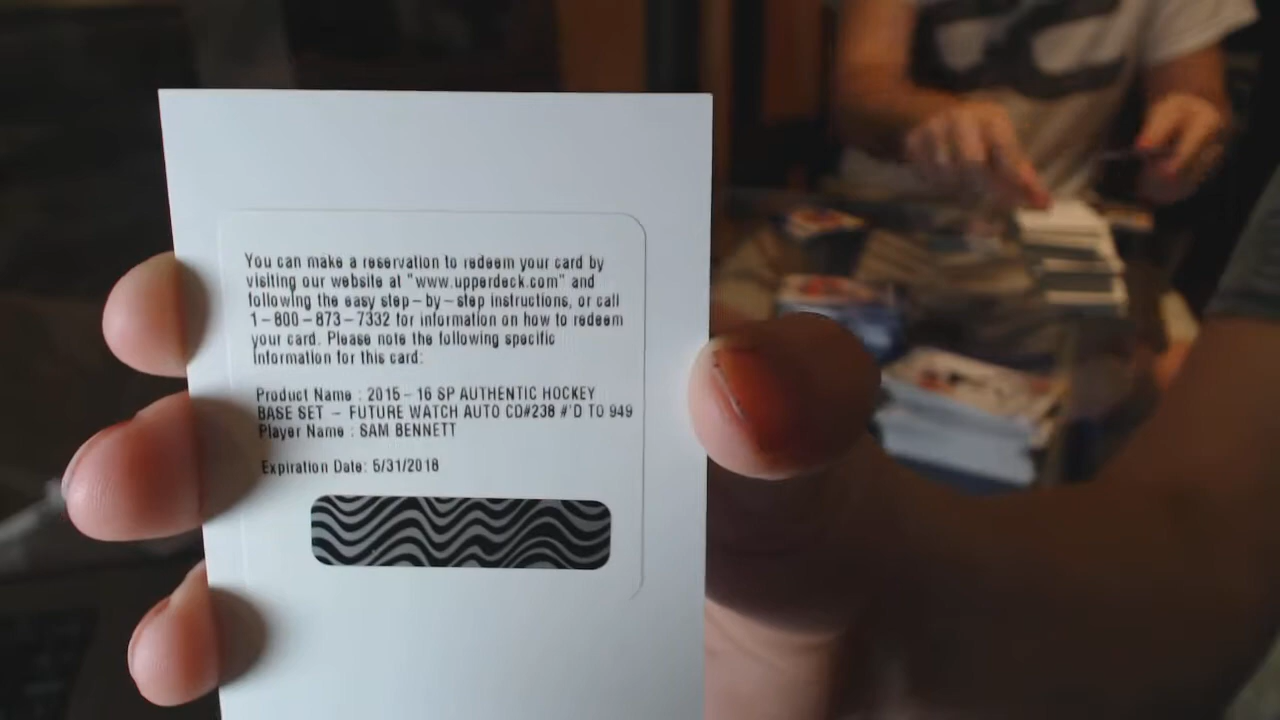 You can make a reservation to redeem your card by
visiting our website at "www.upperdeck.com" and
following the easy step-by-step instructions, or call
1-800-873-7332 for information on how to redeem
your card. Please note the following specific
Information for this card:
Product Name : 2015-16 SP AUTHENTIC HOCKEY
BASE SET - FUTURE WATCH AUTO CD#238 #'D TO 949
Player Name : SAM BENNETT
Expiration Date: 5/31/2018